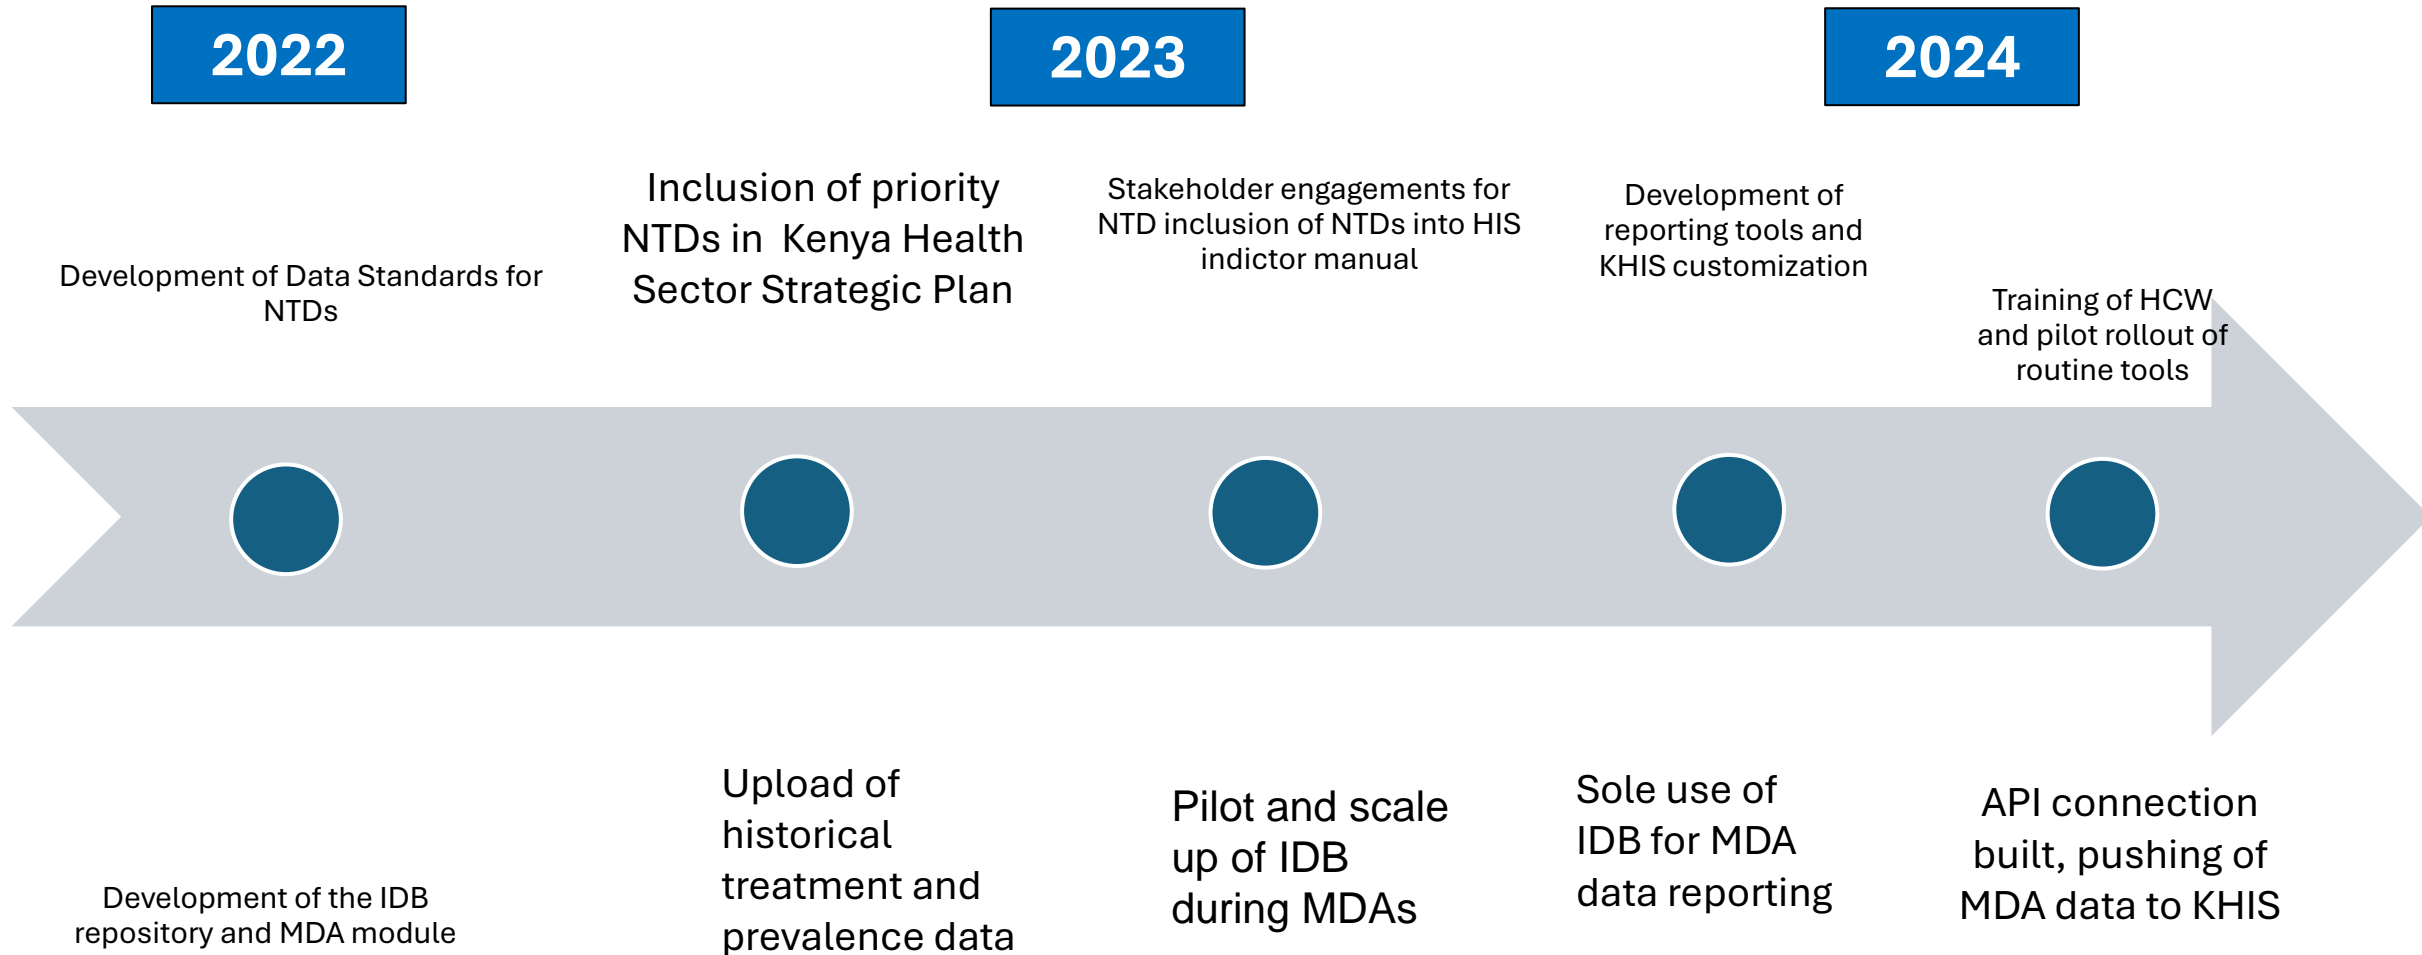 2022
2023
2024
Development of Data Standards for
NTDs
Inclusion of priority
NTDs in  Kenya Health
Sector Strategic Plan
Stakeholder engagements for
NTD inclusion of NTDs into HIS
indictor manual
Development of
reporting tools and
KHIS customization
Training of HCW
and pilot rollout of
routine tools
Development of the IDB
repository and MDA module
Upload of
historical
treatment and
prevalence data
Pilot and scale
up of IDB
during MDAs
Sole use of
IDB for MDA
data reporting
API connection
built, pushing of
MDA data to KHIS